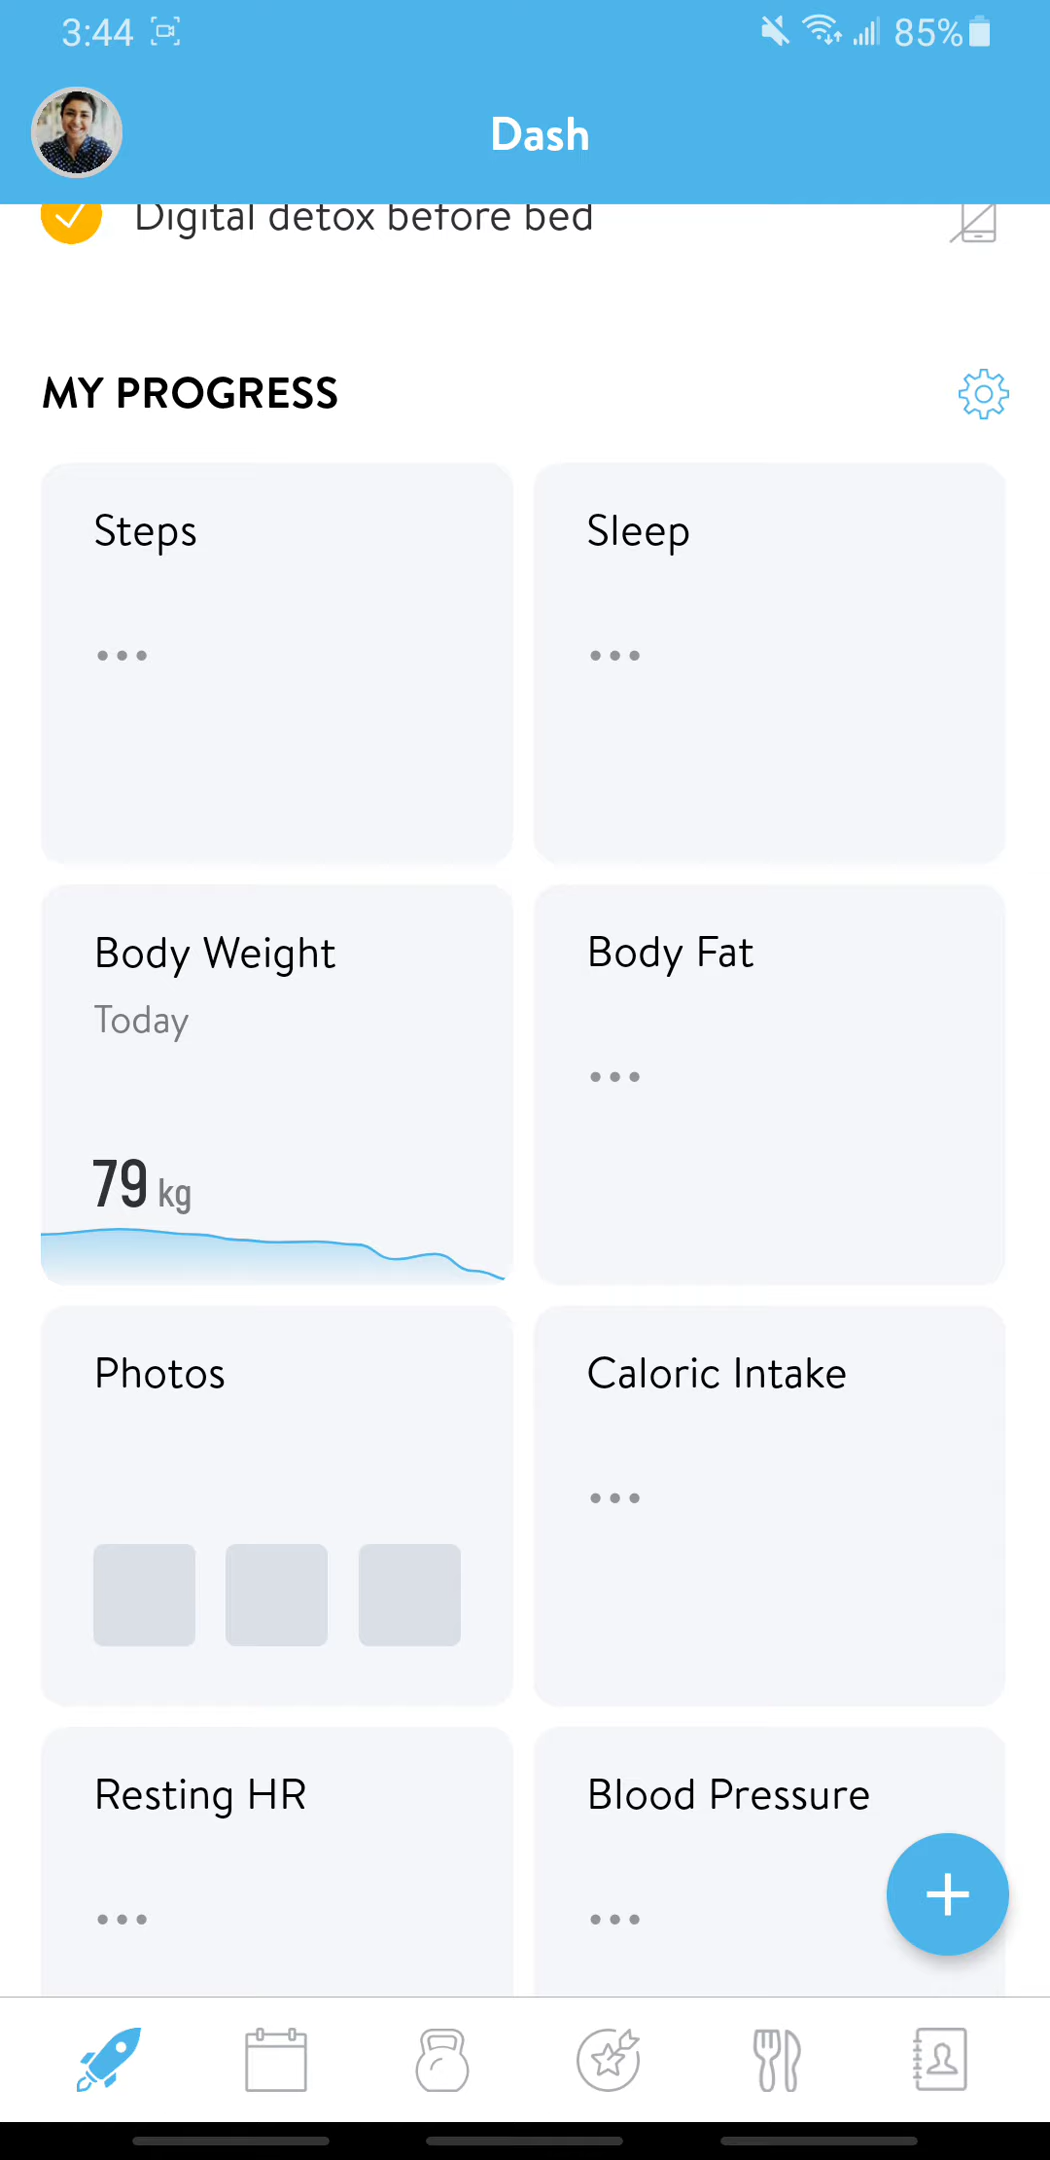 3:44
85%
Dash
Digital detox before bed
MY PROGRESS
Steps
Sleep
...
...
Body Weight
Body Fat
Today
...
79 kg
Photos
Caloric Intake
...
Resting HR
Blood Pressure
...
...